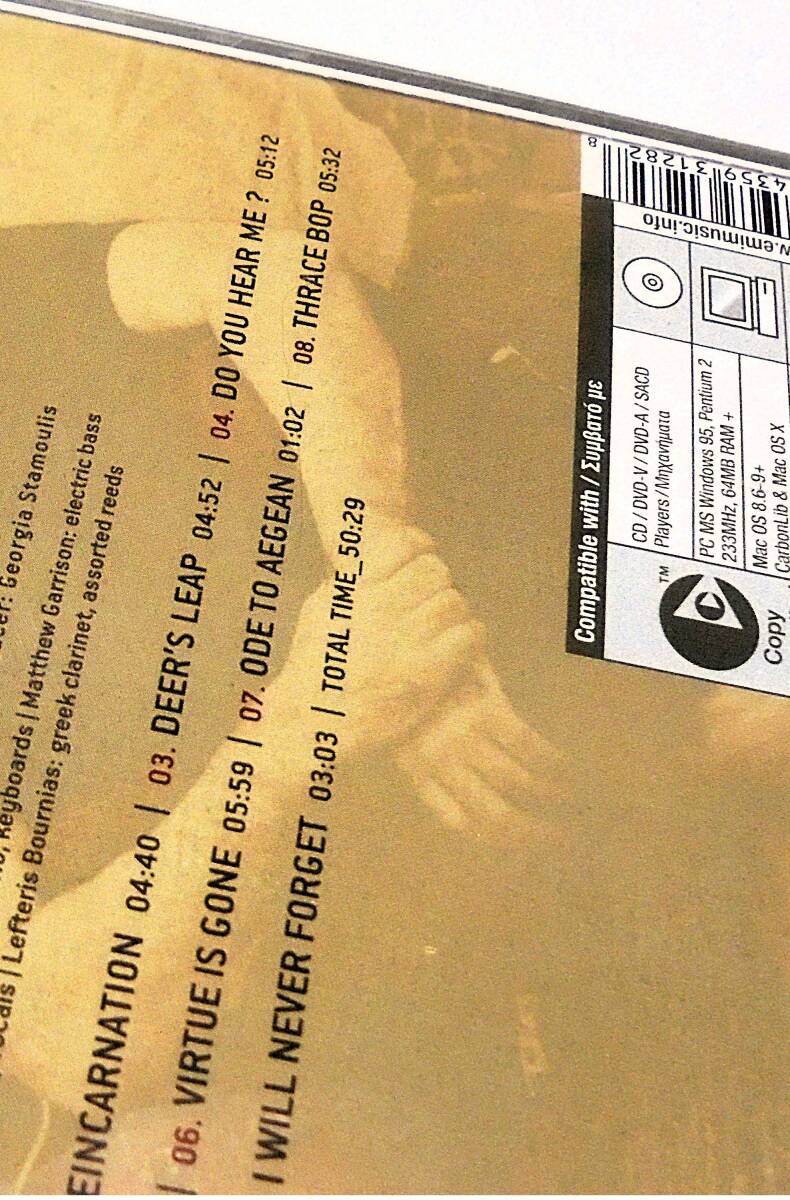 Georgia Stamoulis
keyboards | Matthew Garrison: electric bass
| Lefteris Bournias: greek clarinet, assorted reeds
EINCARNATION 04:40 | 03. DEER'S LEAP 04:52 | 04. DO YOU HEAR ME ? 05:12
| 06. VIRTUE IS GONE 05:59 | 07. ODE TO AEGEAN 01:02 | 08. THRACE BOP 05:32
I WILL NEVER FORGET 03:03 | TOTAL TIME_50:29
Compatible with / Συμβατό με
CD / DVD-V / DVD-A / SACD
Players / Μηχανήματα
PC MS Windows 95, Pentium 2
233MHz, 64MB RAM +
Mac OS 8.6-9+
CarbonLib & Mac OS X
TM
C
Copy
w.emimusic.info
8
4359 31282